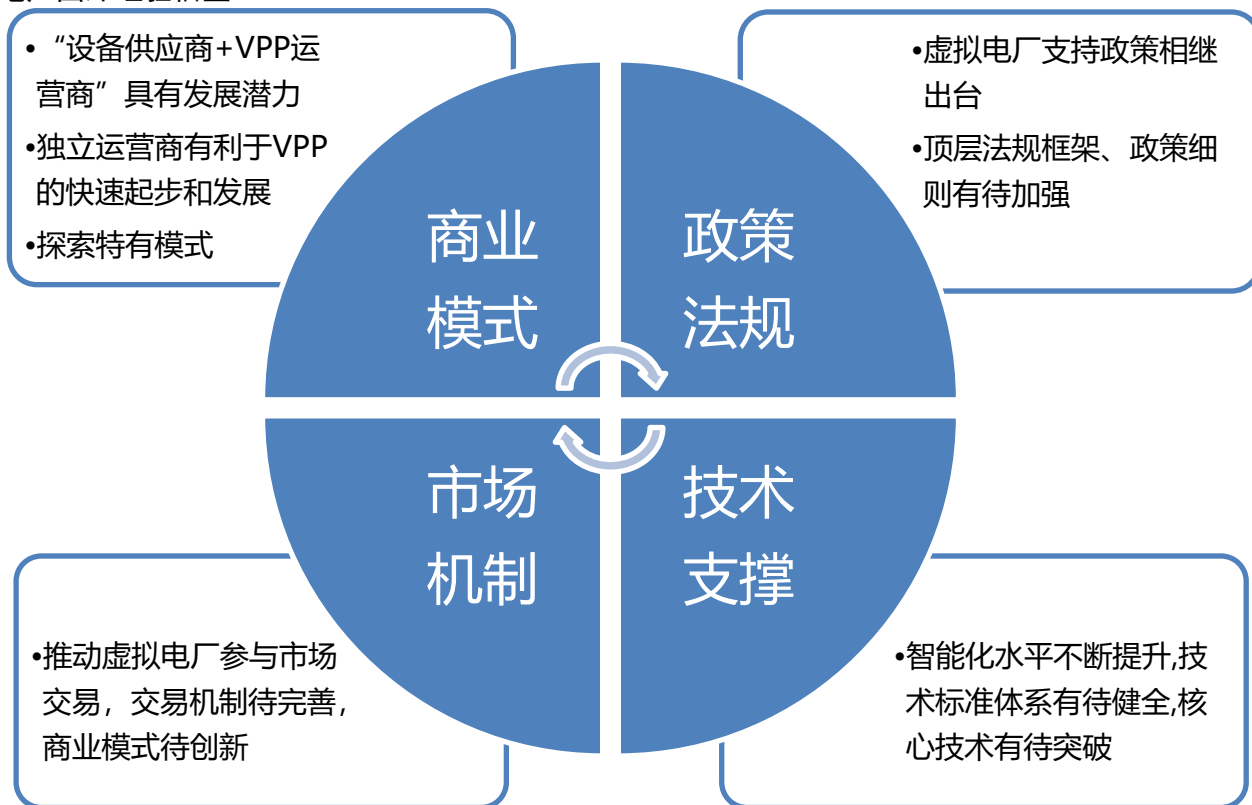 • “设备供应商+VPP运
营商”具有发展潜力
•独立运营商有利于VPP
的快速起步和发展
•探索特有模式
•虚拟电厂支持政策相继
出台
•顶层法规框架、政策细
则有待加强
商业
模式
政策
法规
市场
机制
技术
支撑
•推动虚拟电厂参与市场
交易，交易机制待完善，
商业模式待创新
•智能化水平不断提升,技
术标准体系有待健全,核
心技术有待突破